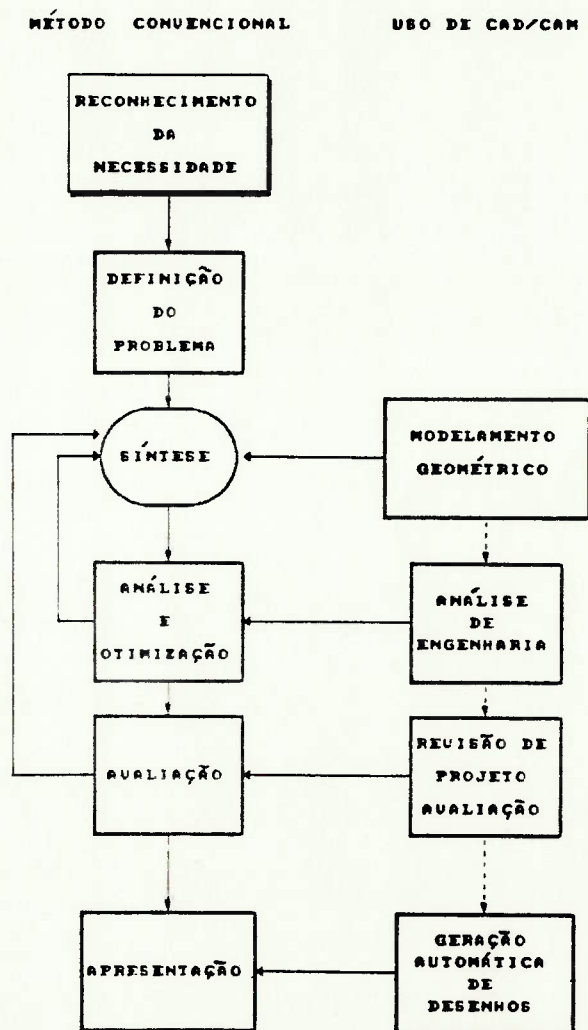 MÉTODO CONVENCIONAL
USO DE CAD/CAM
RECONHECIMENTO
DA
NECESSIDADE
DEFINIÇÃO
DO
PROBLEMA
SÍNTESE
MODELAMENTO
GEOMÉTRICO
ANÁLISE
E
OTIMIZAÇÃO
ANÁLISE
DE
ENGENHARIA
AVALIAÇÃO
REVISÃO DE
PROJETO
AVALIAÇÃO
APRESENTAÇÃO
GERAÇÃO
AUTOMÁTICA
DE
DESENHOS